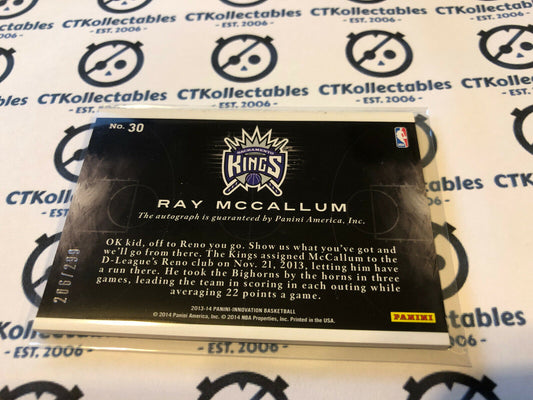 CTKollectables
- EST. 2006 -
No. 30
SACRAMENTO
KINGS
NBA
RAY MCCALLUM
The autograph is guaranteed by Panini America, Inc.
OK kid, off to Reno you go. Show us what you've got and
we'll go from there. The Kings assigned McCallum to the
D-League's Reno club on Nov. 21, 2013, letting him have
a run there. He took the Bighorns by the horns in three
games, leading the team in scoring in each outing while
averaging 22 points a game.
206/299
2013-14 PANINI-INNOVATION BASKETBALL
© 2014 Panini America, Inc. © 2014 NBA Properties, Inc. Printed in the USA.
PANINI